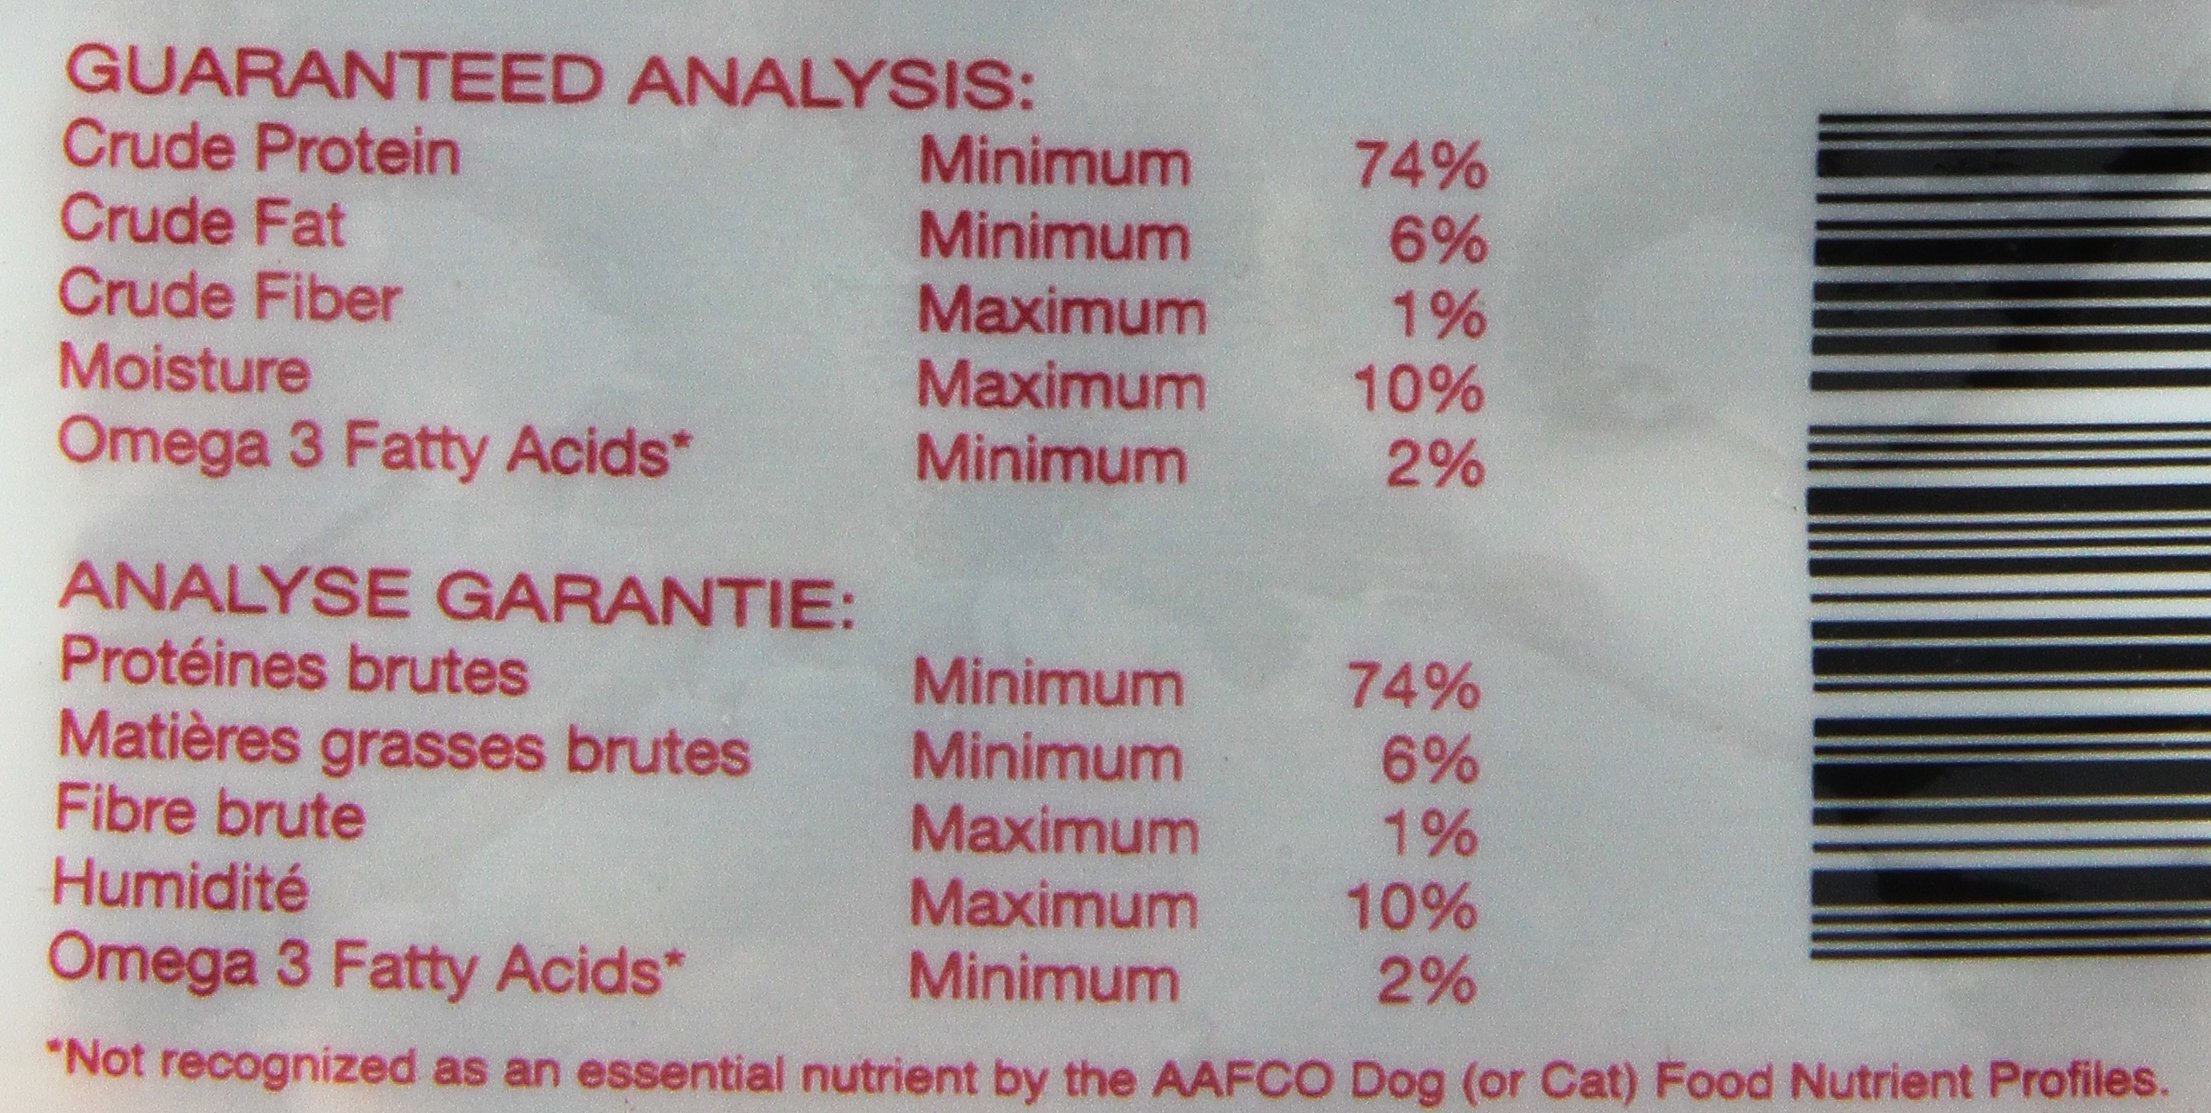 GUARANTEED ANALYSIS:
Crude Protein Minimum 74%
Crude Fat Minimum 6%
Crude Fiber Maximum 1%
Moisture Maximum 10%
Omega 3 Fatty Acids* Minimum 2%
ANALYSE GARANTIE:
Protéines brutes Minimum 74%
Matières grasses brutes Minimum 6%
Fibre brute Maximum 1%
Humidité Maximum 10%
Omega 3 Fatty Acids* Minimum 2%
*Not recognized as an essential nutrient by the AAFCO Dog (or Cat) Food Nutrient Profiles.